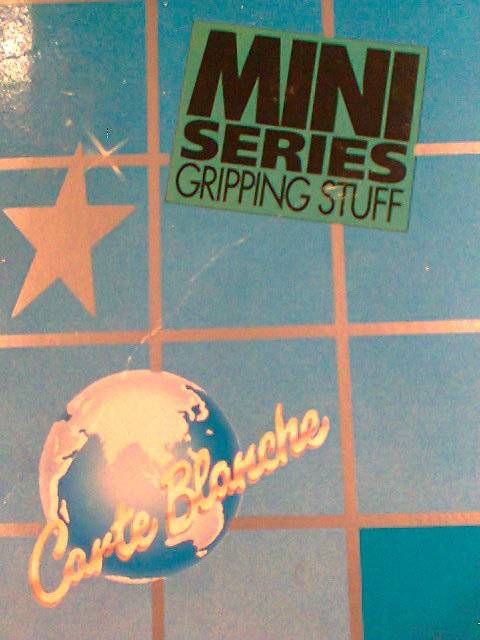 MINI
SERIES
GRIPPING STUFF
Carte Blanche